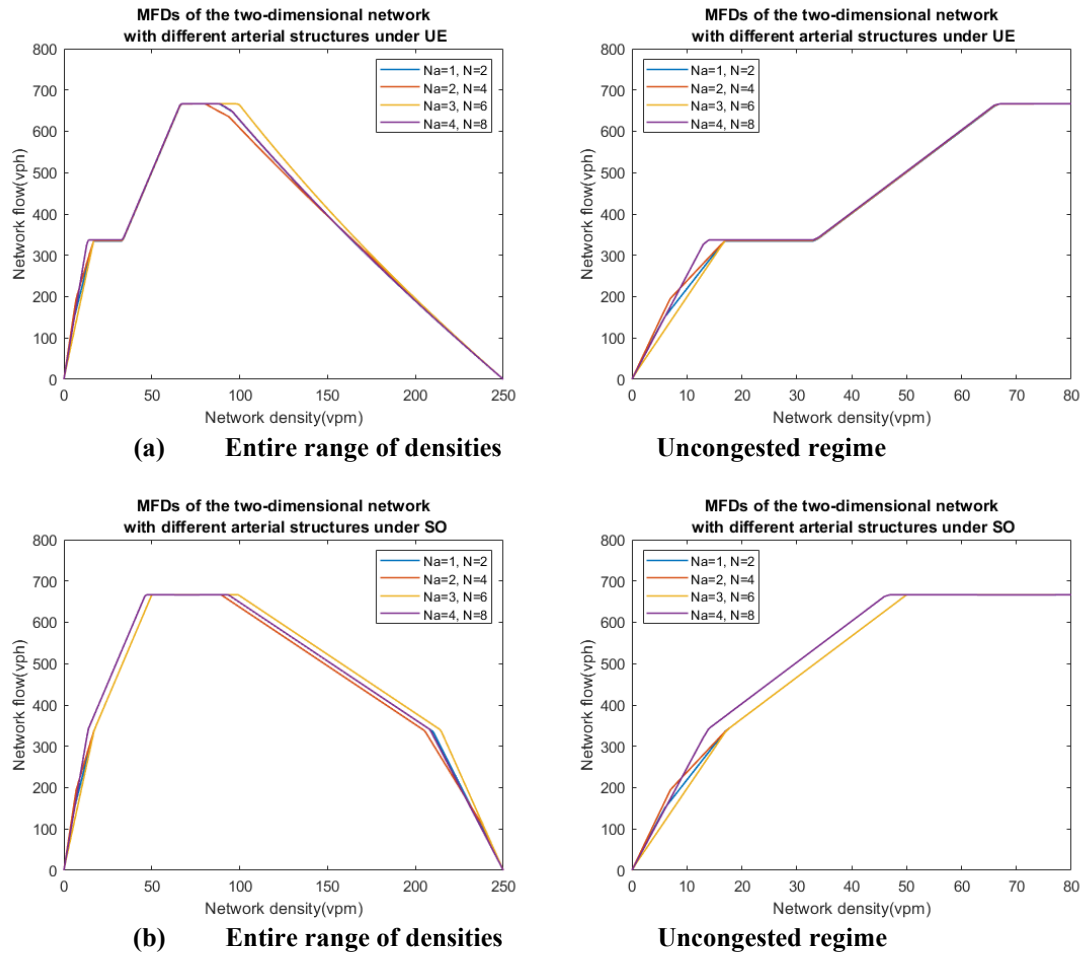 MFDs of the two-dimensional network
with different arterial structures under UE
800
700
600
500
400
300
200
100
0
Network flow(vph)
0 50 100 150 200 250
Network density(vpm)
Na=1, N=2
Na=2, N=4
Na=3, N=6
Na=4, N=8
MFDs of the two-dimensional network
with different arterial structures under UE
800
700
600
500
400
300
200
100
0
Network flow(vph)
0 10 20 30 40 50 60 70 80
Network density(vpm)
Na=1, N=2
Na=2, N=4
Na=3, N=6
Na=4, N=8
(a) Entire range of densities Uncongested regime
MFDs of the two-dimensional network
with different arterial structures under SO
800
700
600
500
400
300
200
100
0
Network flow(vph)
0 50 100 150 200 250
Network density(vpm)
Na=1, N=2
Na=2, N=4
Na=3, N=6
Na=4, N=8
MFDs of the two-dimensional network
with different arterial structures under SO
800
700
600
500
400
300
200
100
0
Network flow(vph)
0 10 20 30 40 50 60 70 80
Network density(vpm)
Na=1, N=2
Na=2, N=4
Na=3, N=6
Na=4, N=8
(b) Entire range of densities Uncongested regime